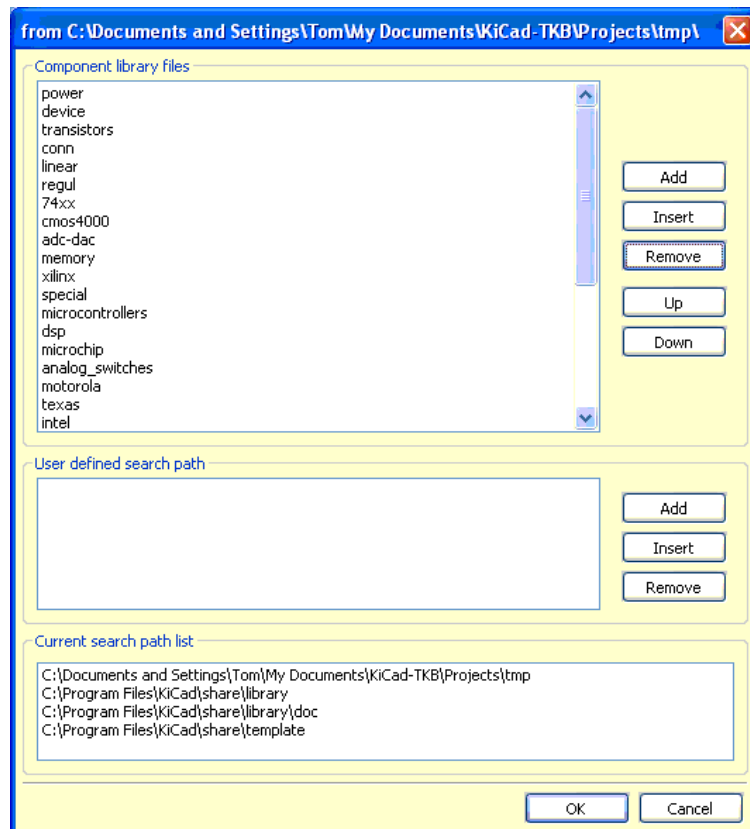 from C:\Documents and Settings\Tom\My Documents\KiCad-TKB\Projects\tmp\
Component library files
power
device
transistors
conn
linear
regul
74xx
cmos4000
adc-dac
memory
xilinx
special
microcontrollers
dsp
microchip
analog_switches
motorola
texas
intel
Add
Insert
Remove
Up
Down
User defined search path
Add
Insert
Remove
Current search path list
C:\Documents and Settings\Tom\My Documents\KiCad-TKB\Projects\tmp
C:\Program Files\KiCad\share\library
C:\Program Files\KiCad\share\library\doc
C:\Program Files\KiCad\share\template
OK
Cancel